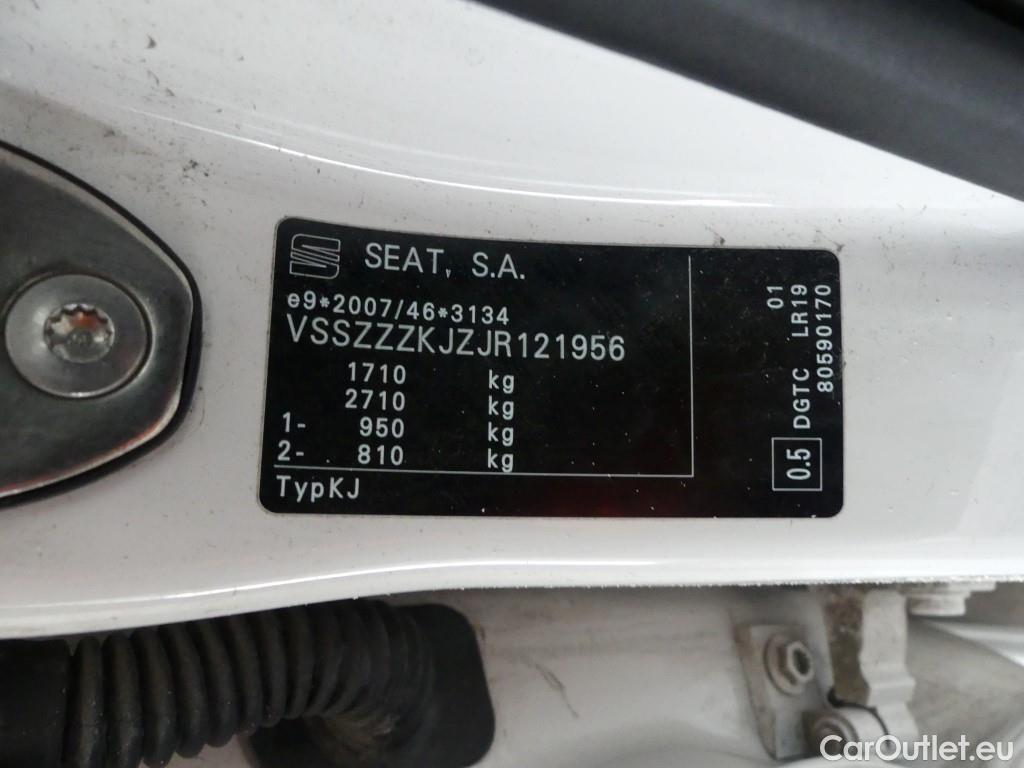 SEAT, S.A.
e9*2007/46*3134
VSSZZZKJZJR121956
1710 kg
2710 kg
1- 950 kg
2- 810 kg
TypKJ
0.5 DGTC LR19 01
80590170
CarOutlet.eu